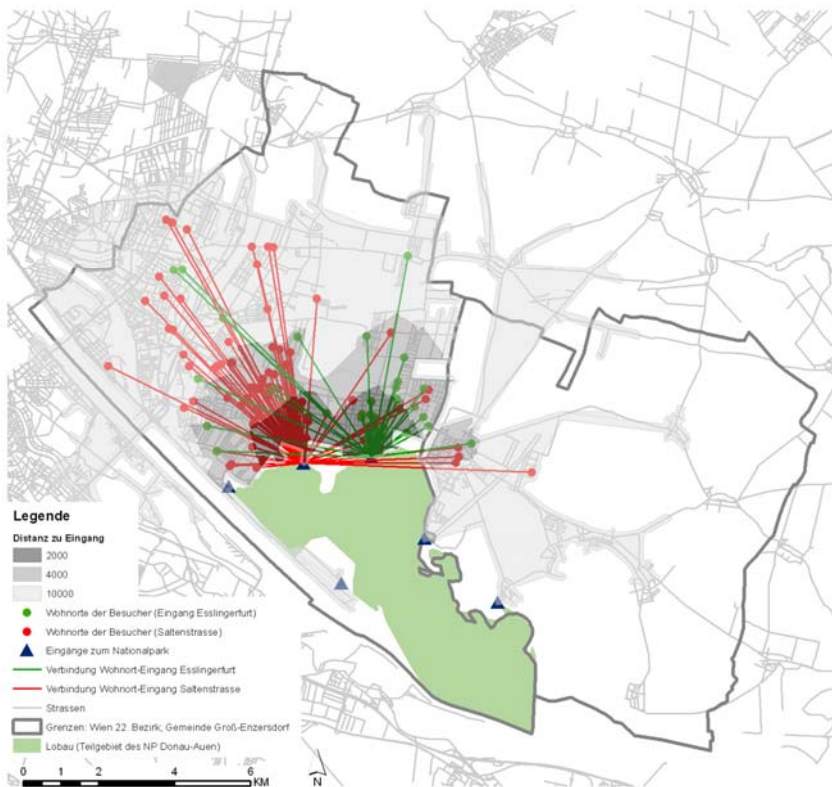 Legende
Distanz zu Eingang
2000
4000
10000
Wohnorte der Besucher (Eingang Esslingerfurt)
Wohnorte der Besucher (Saltenstrasse)
Eingänge zum Nationalpark
Verbindung Wohnort-Eingang Esslingerfurt
Verbindung Wohnort-Eingang Saltenstrasse
Strassen
Grenzen: Wien 22. Bezirk; Gemeinde Groß-Enzersdorf
Lobau (Teilgebiet des NP Donau-Auen)
0 1 2 4 6
KM
N